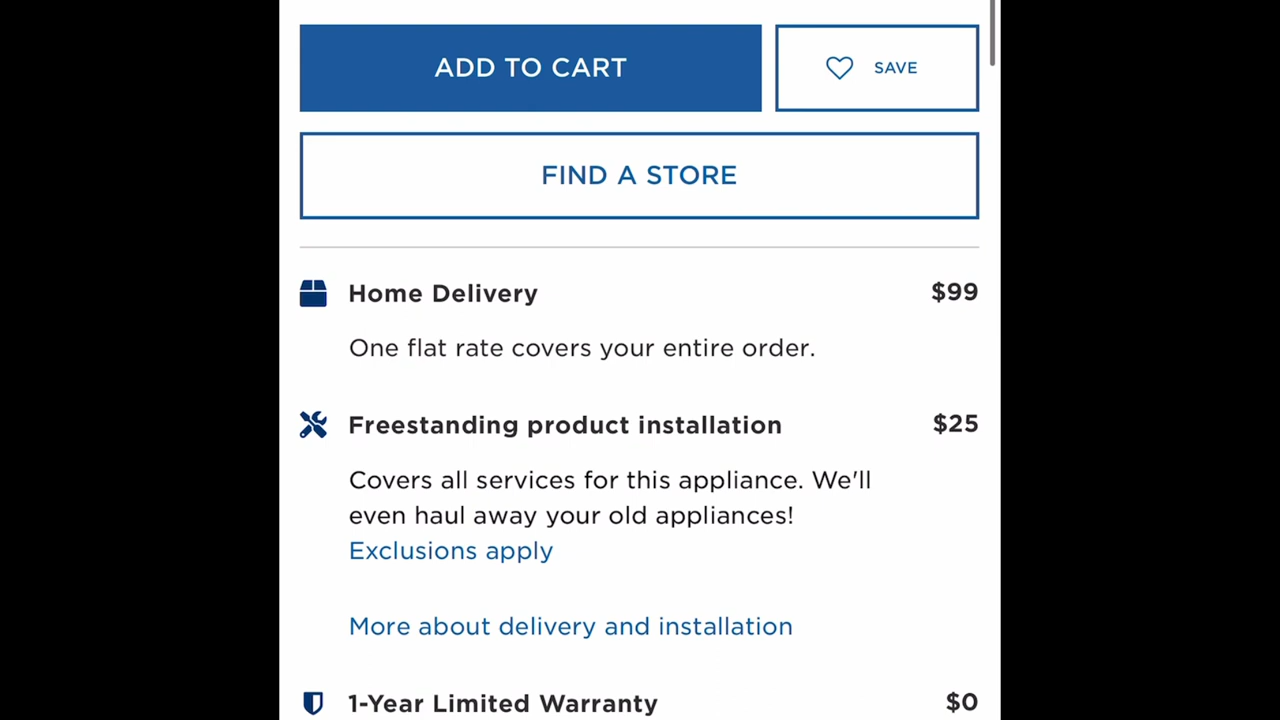 ADD TO CART
SAVE
FIND A STORE
Home Delivery $99
One flat rate covers your entire order.
Freestanding product installation $25
Covers all services for this appliance. We'll
even haul away your old appliances!
Exclusions apply
More about delivery and installation
1-Year Limited Warranty $0